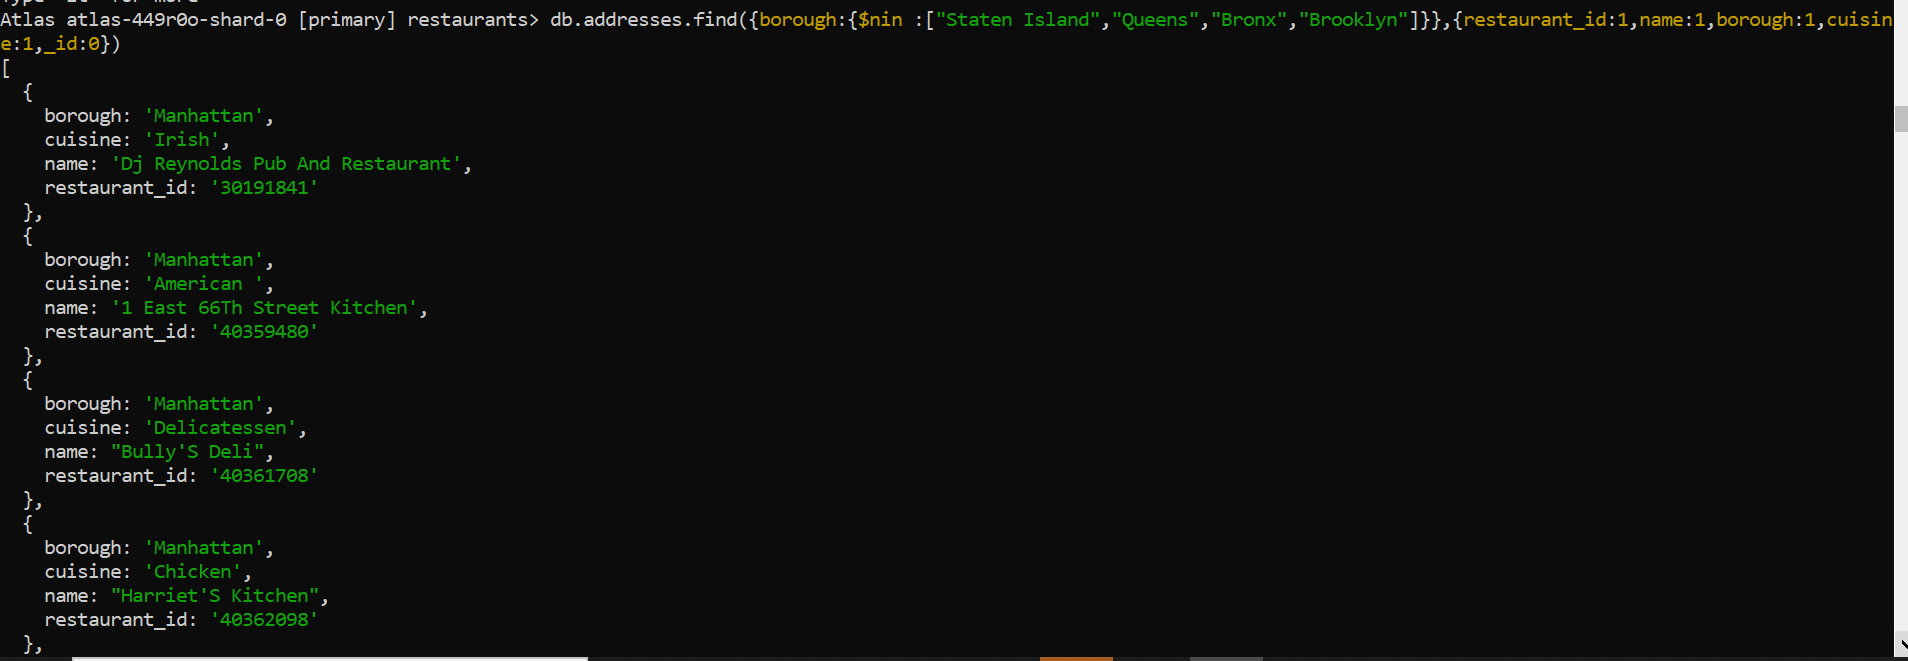 Atlas atlas-449r0o-shard-0 [primary] restaurants> db.addresses.find({borough:{$nin :["Staten Island","Queens","Bronx","Brooklyn"]}},{restaurant_id:1,name:1,borough:1,cuisin
e:1,_id:0})
[
  {
    borough: 'Manhattan',
    cuisine: 'Irish',
    name: 'Dj Reynolds Pub And Restaurant',
    restaurant_id: '30191841'
  },
  {
    borough: 'Manhattan',
    cuisine: 'American ',
    name: '1 East 66Th Street Kitchen',
    restaurant_id: '40359480'
  },
  {
    borough: 'Manhattan',
    cuisine: 'Delicatessen',
    name: "Bully'S Deli",
    restaurant_id: '40361708'
  },
  {
    borough: 'Manhattan',
    cuisine: 'Chicken',
    name: "Harriet'S Kitchen",
    restaurant_id: '40362098'
  },